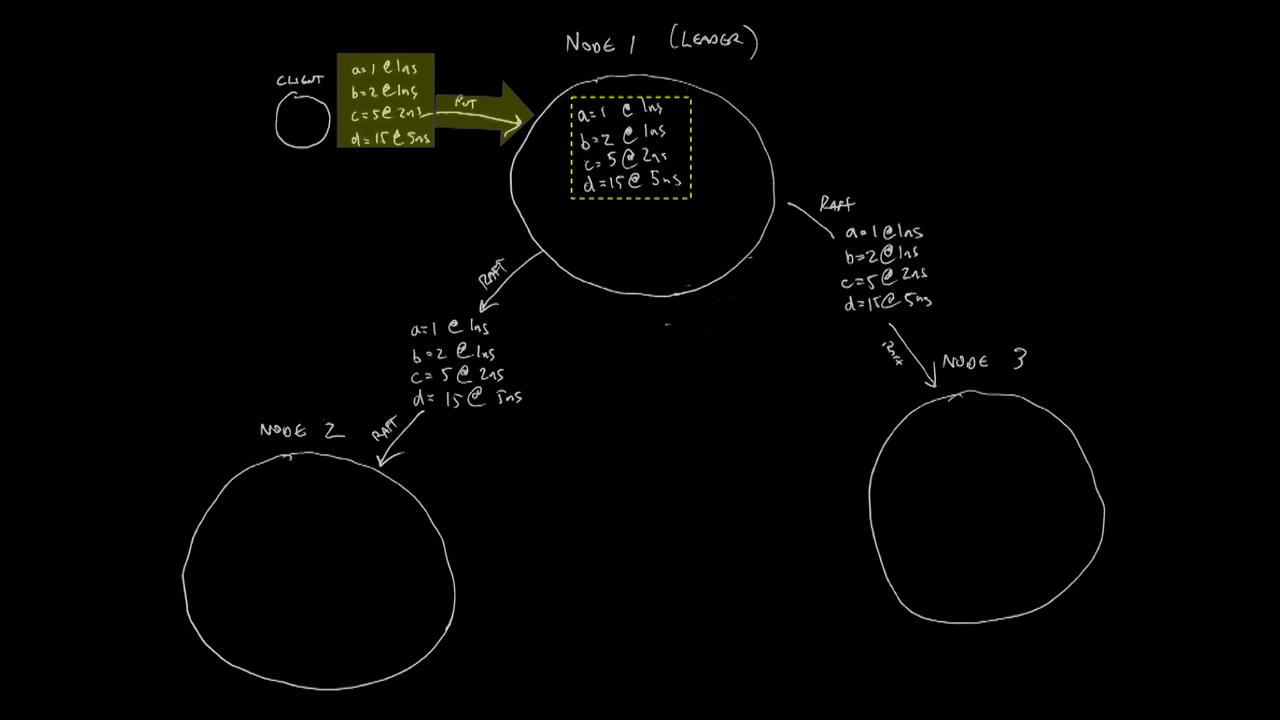 NODE 1 (LEADER)
CLIENT
a=1 @ 1ns
b=2 @ 1ns
c=5 @ 2ns
d=15 @ 5ns
PUT
a=1 @ 1ns
b=2 @ 1ns
c=5 @ 2ns
d=15 @ 5ns
RAFT
a=1 @ 1ns
b=2 @ 1ns
c=5 @ 2ns
d=15 @ 5ns
RAFT
NODE 2
RAFT
a=1 @ 1ns
b=2 @ 1ns
c=5 @ 2ns
d=15 @ 5ns
NODE 3